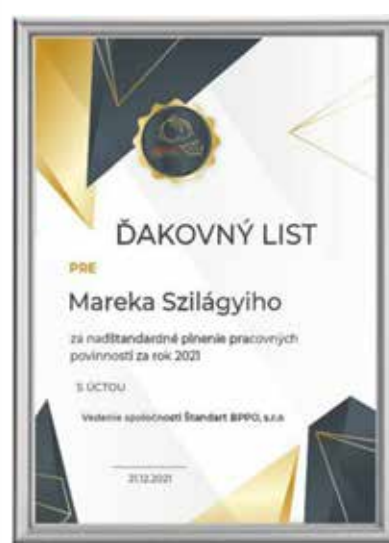 ĎAKOVNÝ LIST
PRE
Mareka Szilágyiho
za nadštandardné plnenie pracovných
povinností za rok 2021
S ÚCTOU
Vedenie spoločnosti Štandart BPPO, s.r.o
21.12.2021